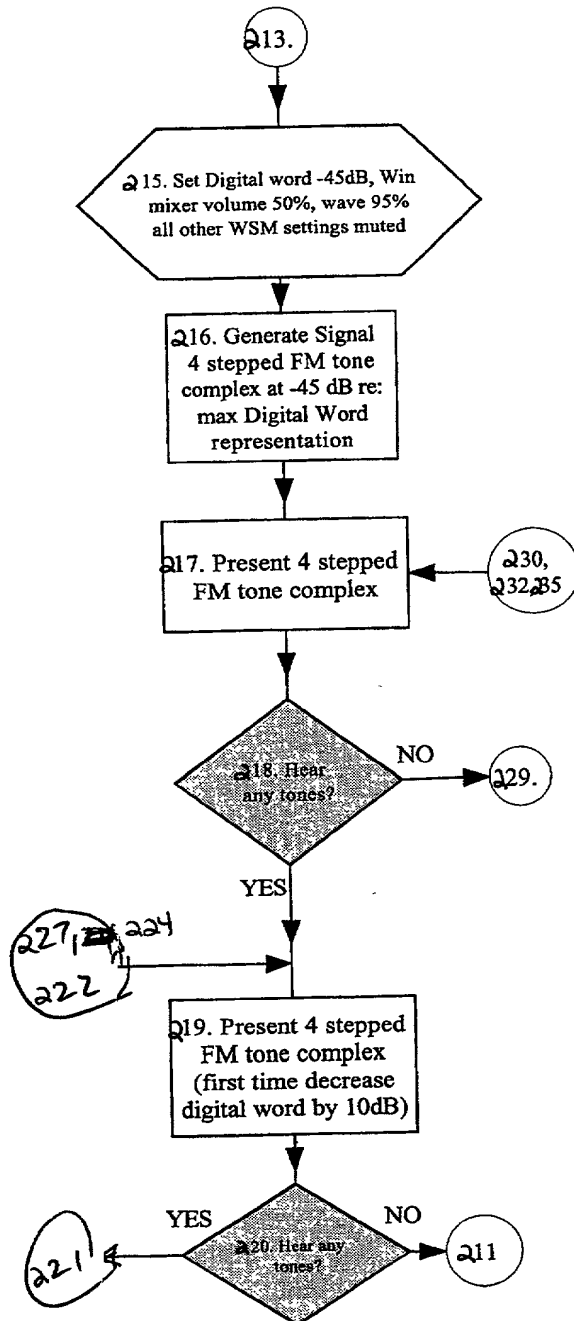 213.
215. Set Digital word -45dB, Win
mixer volume 50%, wave 95%
all other WSM settings muted
216. Generate Signal
4 stepped FM tone
complex at -45 dB re:
max Digital Word
representation
217. Present 4 stepped
FM tone complex
230,
232,235
218. Hear
any tones?
NO
229.
YES
227, 224
222
219. Present 4 stepped
FM tone complex
(first time decrease
digital word by 10dB)
YES
NO
220. Hear any
tones?
221
211